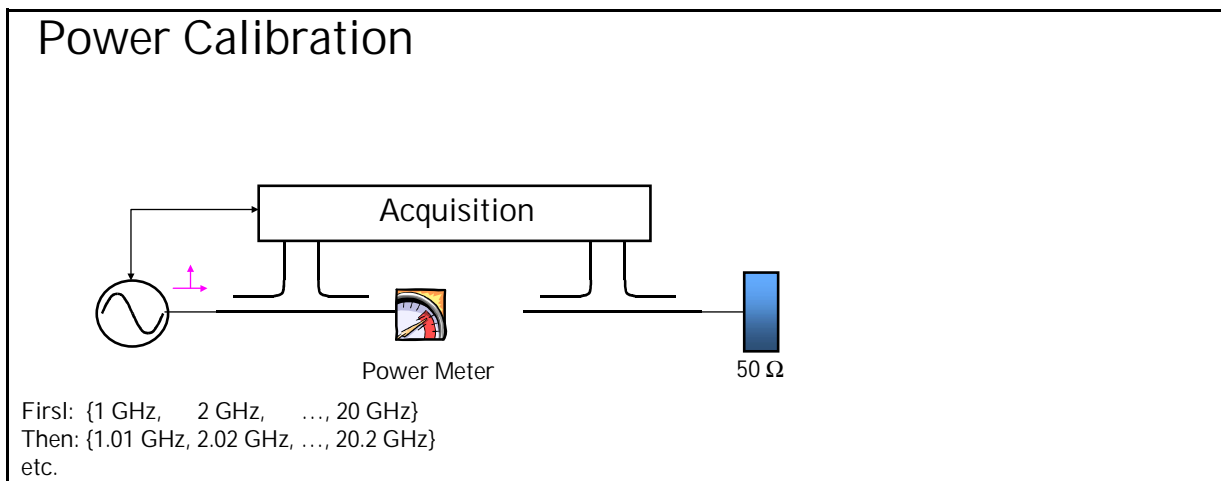 Power Calibration
Acquisition
Power Meter
50 Ω
Firsl: {1 GHz, 2 GHz, …, 20 GHz}
Then: {1.01 GHz, 2.02 GHz, …, 20.2 GHz}
etc.